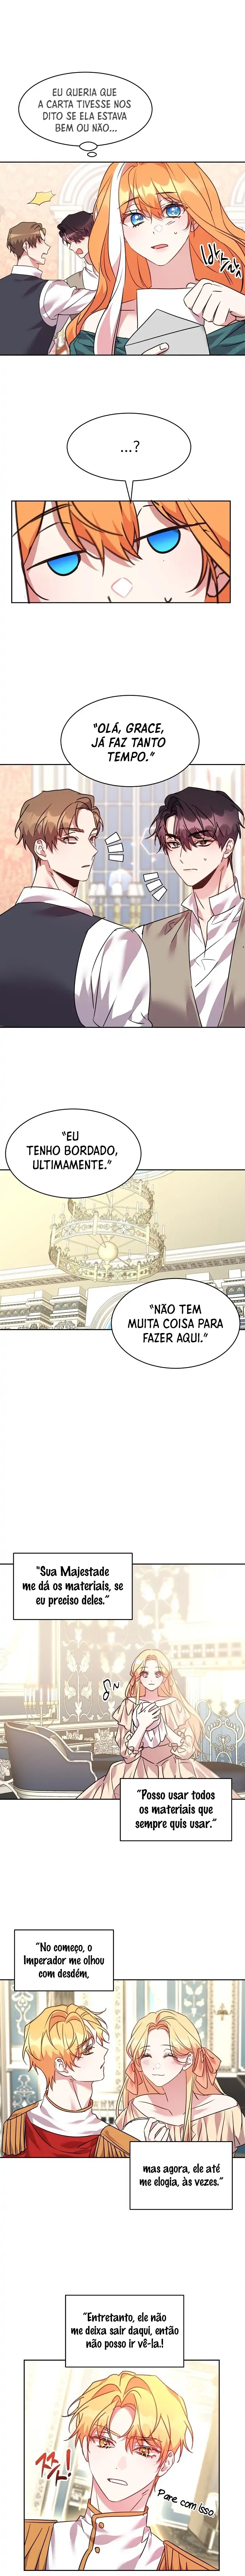 EU QUERIA QUE
A CARTA TIVESSE NOS
DITO SE ELA ESTAVA
BEM OU NÃO...
...?
"OLÁ, GRACE,
JÁ FAZ TANTO
TEMPO."
"EU
TENHO BORDADO,
ULTIMAMENTE."
"NÃO TEM
MUITA COISA PARA
FAZER AQUI."
"Sua Majestade
me dá os materiais, se
eu preciso deles."
"Posso usar todos
os materiais que
sempre quis usar."
"No começo, o
Imperador me olhou
com desdém,
mas agora, ele até
me elogia, às vezes."
"Entretanto, ele não
me deixa sair daqui, então
não posso ir vê-la.!
Pare com isso